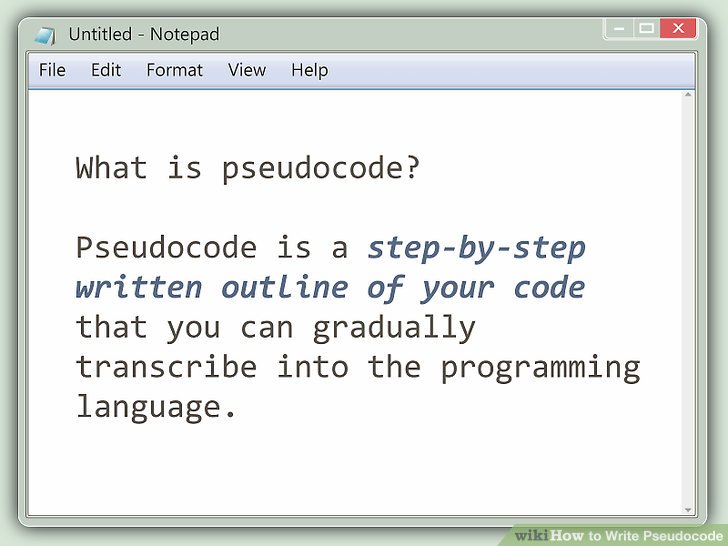 Untitled - Notepad
File Edit Format View Help
What is pseudocode?
Pseudocode is a step-by-step
written outline of your code
that you can gradually
transcribe into the programming
language.
wikiHow to Write Pseudocode